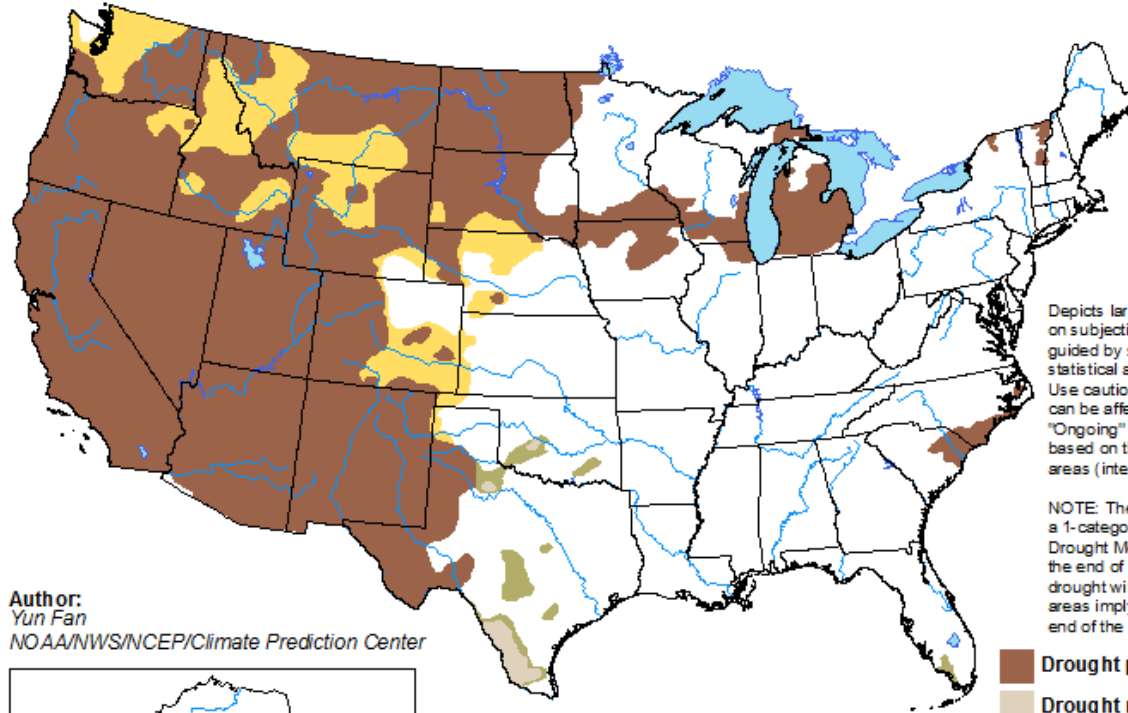 Depicts lar
on subjecti
guided by s
statistical a
Use cautio
can be affe
"Ongoing"
based on t
areas (inte
NOTE: The
a 1-catego
Drought M
the end of
drought wi
areas imply
end of the
Author:
Yun Fan
NOAA/NWS/NCEP/Climate Prediction Center
Drought p
Drought